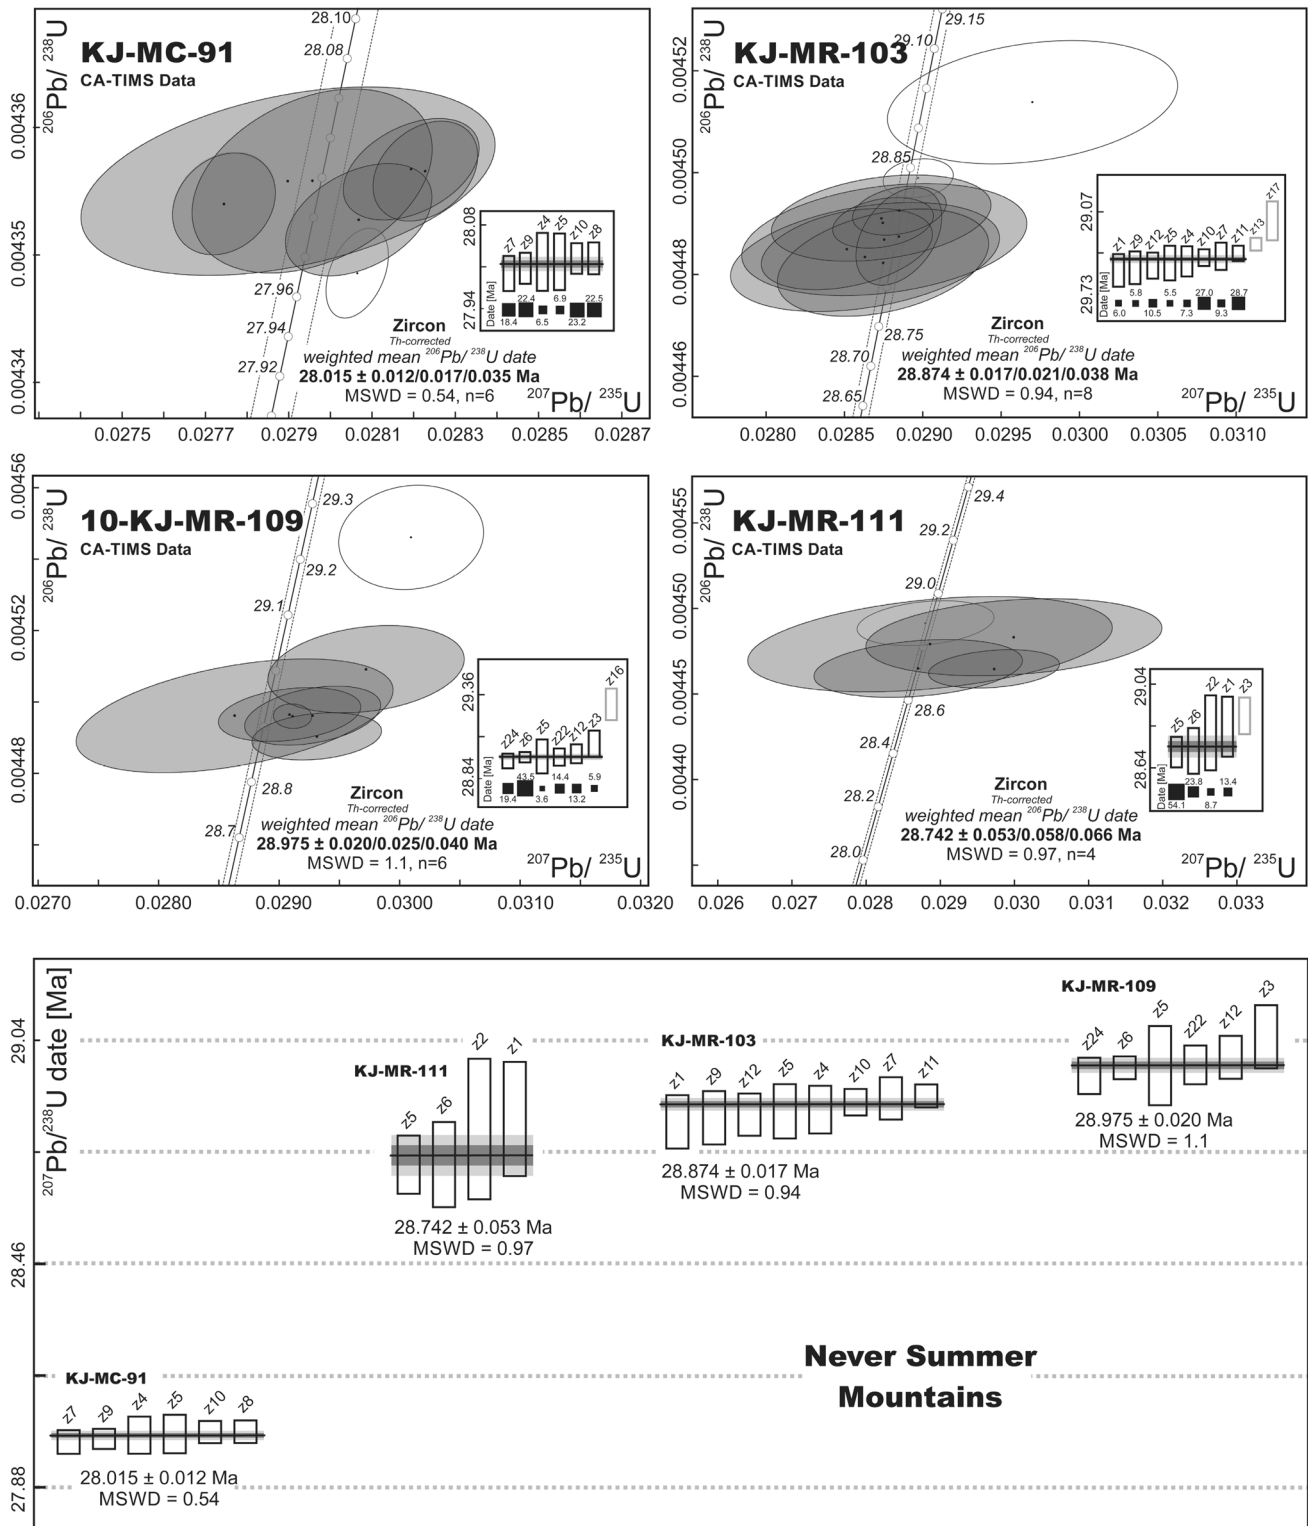 KJ-MC-91
CA-TIMS Data
206Pb/ 238U
0.00436
0.00435
0.00434
28.10
28.08
27.96
27.94
27.92
28.08
27.94
Date [Ma]
z7 z9 z4 z5 z10 z8
22.4 6.9 22.5
18.4 6.5 23.2
Zircon
Th-corrected
weighted mean 206Pb/ 238U date
28.015 ± 0.012/0.017/0.035 Ma
MSWD = 0.54, n=6
207Pb/ 235U
0.0275 0.0277 0.0279 0.0281 0.0283 0.0285 0.0287
KJ-MR-103
CA-TIMS Data
206Pb/ 238U
0.00452
0.00450
0.00448
0.00446
29.15
29.10
28.85
28.75
28.70
28.65
29.07
29.73
Date [Ma]
z1 z9 z12 z5 z4 z10 z7 z11 z13 z17
5.8 5.5 27.0 28.7
6.0 10.5 7.3 9.3
Zircon
Th-corrected
weighted mean 206Pb/ 238U date
28.874 ± 0.017/0.021/0.038 Ma
MSWD = 0.94, n=8
207Pb/ 235U
0.0280 0.0285 0.0290 0.0295 0.0300 0.0305 0.0310
10-KJ-MR-109
CA-TIMS Data
206Pb/ 238U
0.00456
0.00452
0.00448
29.3
29.2
29.1
28.8
28.7
29.36
28.84
Date [Ma]
z24 z6 z5 z22 z12 z3 z16
43.5 14.4 5.9
19.4 3.6 13.2
Zircon
Th-corrected
weighted mean 206Pb/ 238U date
28.975 ± 0.020/0.025/0.040 Ma
MSWD = 1.1, n=6
207Pb/ 235U
0.0270 0.0280 0.0290 0.0300 0.0310 0.0320
KJ-MR-111
CA-TIMS Data
206Pb/ 238U
0.00455
0.00450
0.00445
0.00440
29.4
29.2
29.0
28.6
28.4
28.2
28.0
29.04
28.64
Date [Ma]
z5 z6 z2 z1 z3
23.8 13.4
54.1 8.7
Zircon
Th-corrected
weighted mean 206Pb/ 238U date
28.742 ± 0.053/0.058/0.066 Ma
MSWD = 0.97, n=4
207Pb/ 235U
0.026 0.027 0.028 0.029 0.030 0.031 0.032 0.033
207Pb/238U date [Ma]
29.04
28.46
27.88
KJ-MR-109
z24 z6 z5 z22 z12 z3
28.975 ± 0.020 Ma
MSWD = 1.1
KJ-MR-103
z1 z9 z12 z5 z4 z10 z7 z11
28.874 ± 0.017 Ma
MSWD = 0.94
KJ-MR-111
z5 z6 z2 z1
28.742 ± 0.053 Ma
MSWD = 0.97
Never Summer
Mountains
KJ-MC-91
z7 z9 z4 z5 z10 z8
28.015 ± 0.012 Ma
MSWD = 0.54